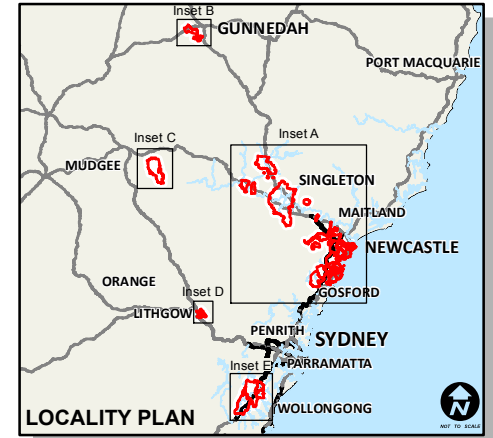 Inset B
GUNNEDAH
PORT MACQUARIE
Inset A
Inset C
MUDGEE
SINGLETON
MAITLAND
NEWCASTLE
ORANGE
Inset D
GOSFORD
LITHGOW
PENRITH
SYDNEY
PARRAMATTA
Inset E
WOLLONGONG
LOCALITY PLAN
N
NOT TO SCALE